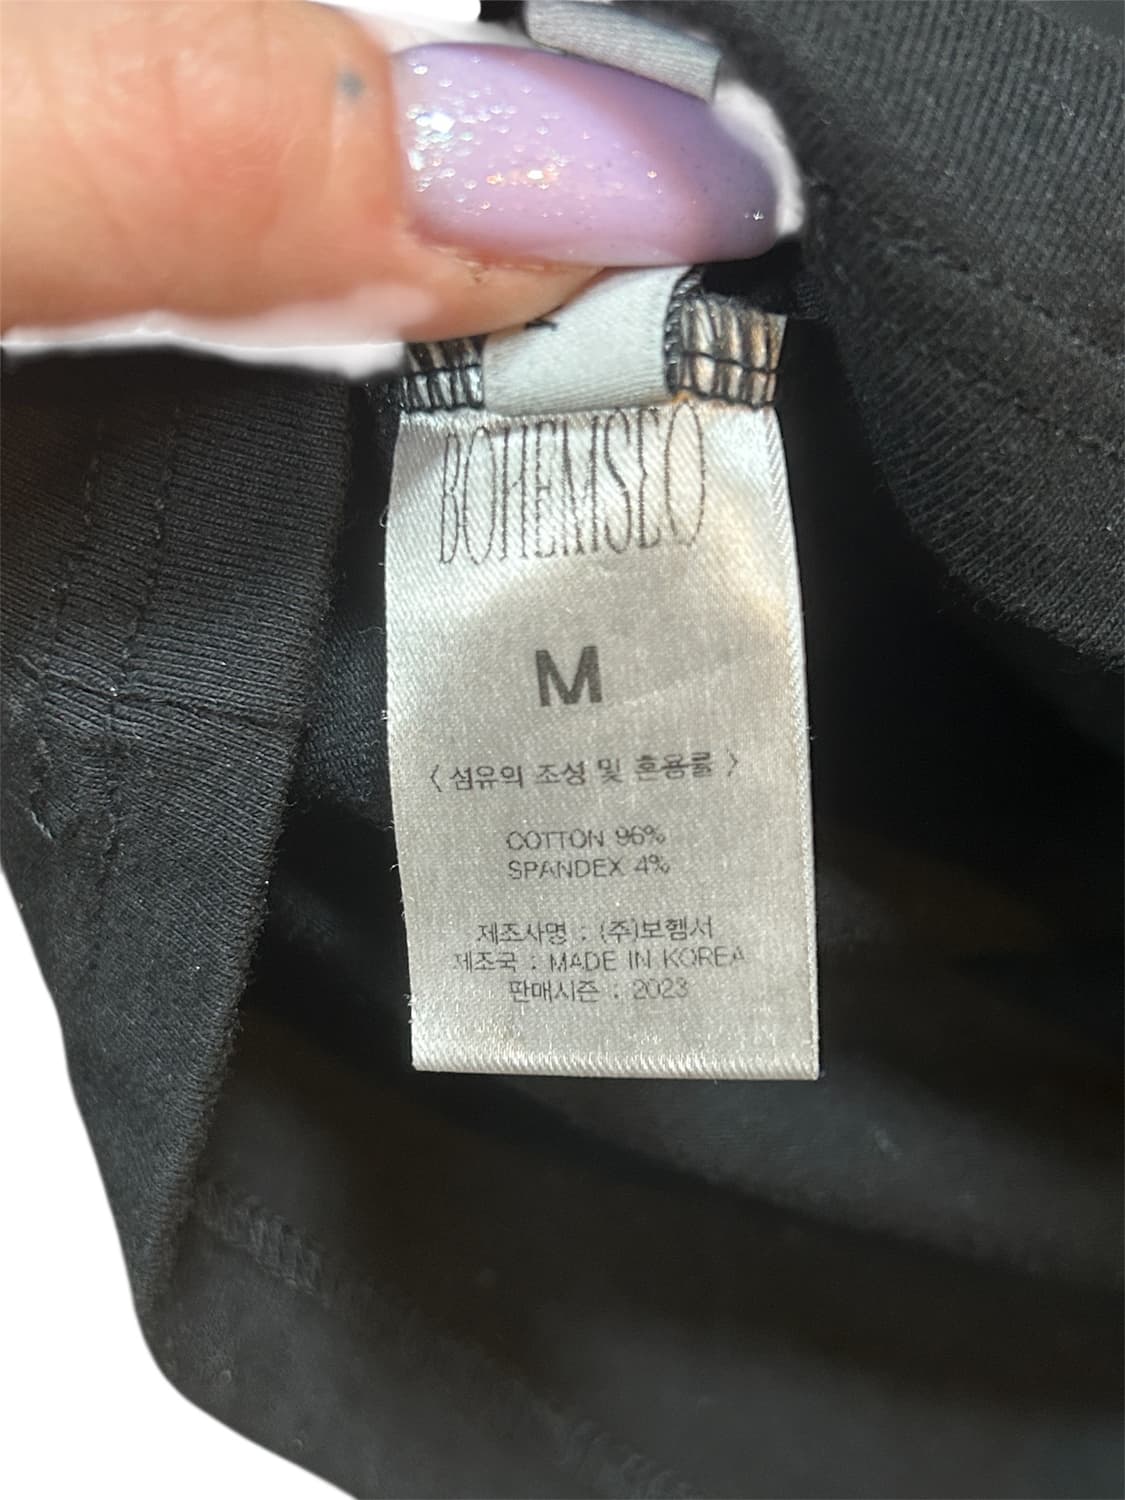 BOHEMSEO
M
〈 섬유의 조성 및 혼용률 〉
COTTON 96%
SPANDEX 4%
제조사명 : (주)보헴서
제조국 : MADE IN KOREA
판매시즌 : 2023